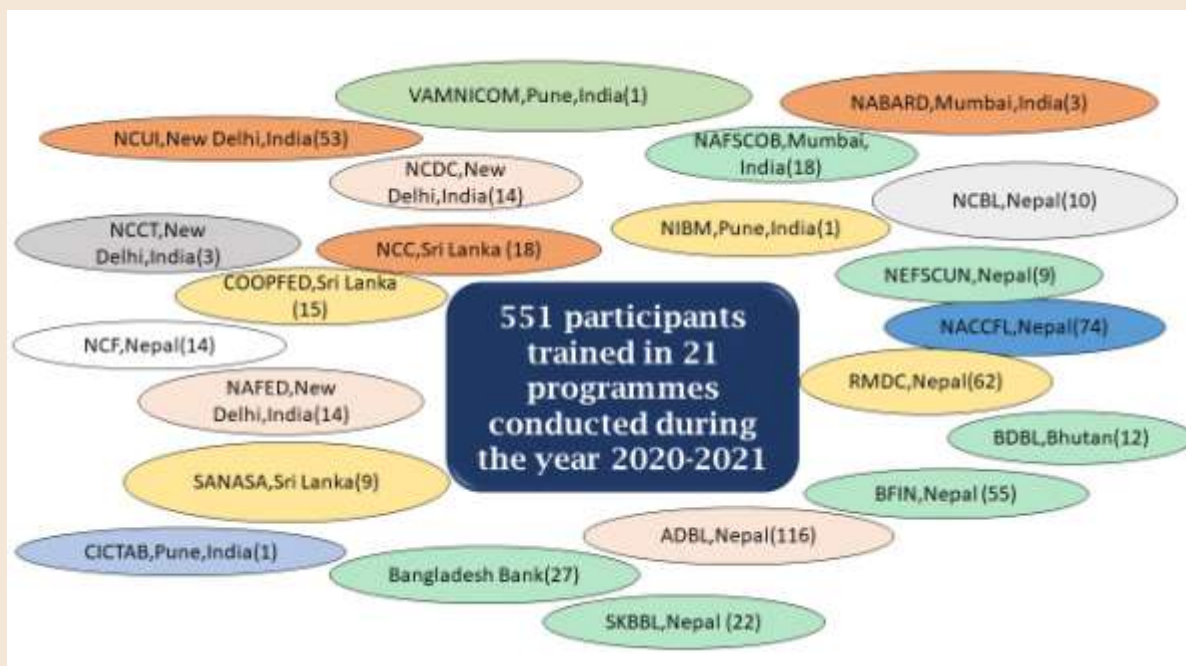 VAMNICOM,Pune,India(1)
NABARD,Mumbai,India(3)
NCUI,New Delhi,India(53)
NAFSCOB,Mumbai,
India(18)
NCDC,New
Delhi,India(14)
NCBL,Nepal(10)
NCCT,New
Delhi,India(3)
NIBM,Pune,India(1)
NCC,Sri Lanka (18)
NEFSCUN,Nepal(9)
COOPFED,Sri Lanka
(15)
NACCFL,Nepal(74)
NCF,Nepal(14)
551 participants
trained in 21
programmes
conducted during
the year 2020-2021
RMDC,Nepal(62)
NAFED,New
Delhi,India(14)
BDBL,Bhutan(12)
SANASA,Sri Lanka(9)
BFIN,Nepal (55)
ADBL,Nepal(116)
CICTAB,Pune,India(1)
Bangladesh Bank(27)
SKBBL,Nepal (22)